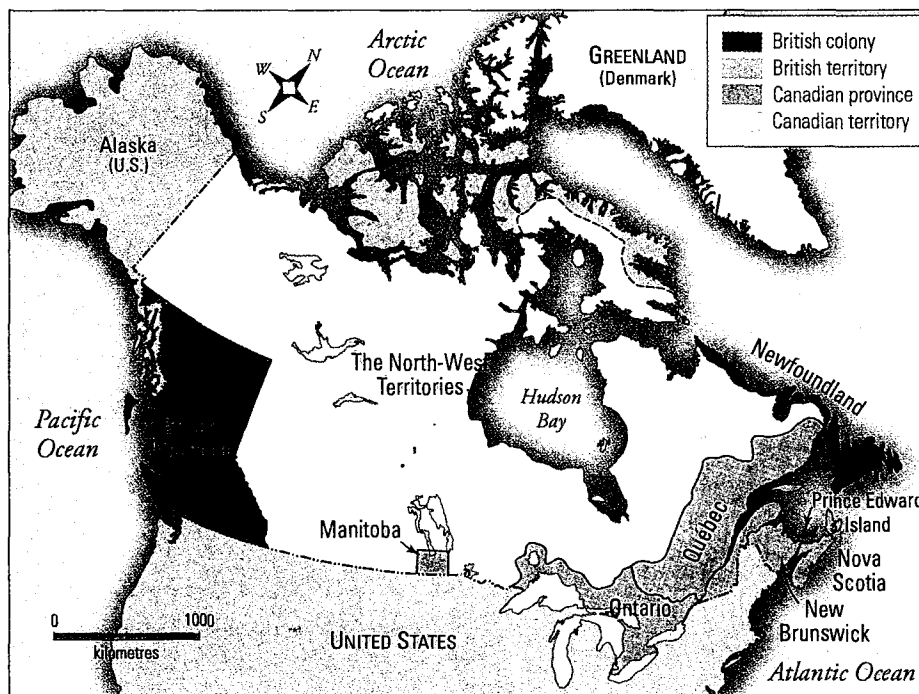 Arctic
Ocean
N
W
E
S
GREENLAND
(Denmark)
British colony
British territory
Canadian province
Canadian territory
Alaska
(U.S.)
The North-West
Territories
Hudson
Bay
Newfoundland
Pacific
Ocean
Manitoba
Québec
Prince Edward
Island
Nova
Scotia
New
Brunswick
Ontario
0 1000
kilometres
UNITED STATES
Atlantic Ocean